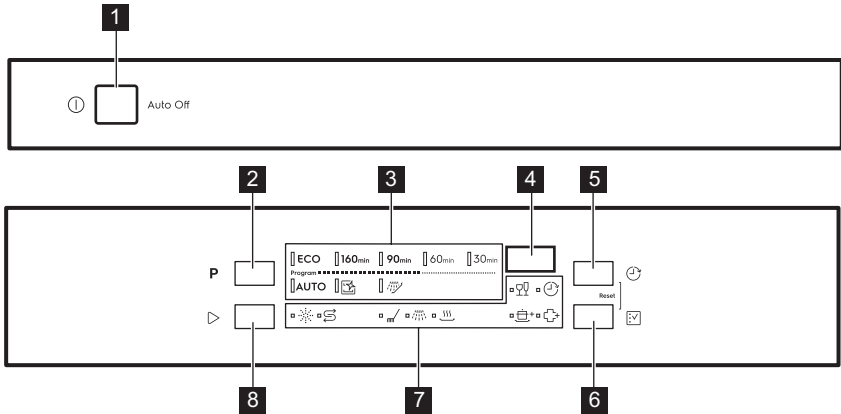 1
Auto Off
2 3 4 5
ECO 160min 90min 60min 30min
P
Program
AUTO
Reset
8 7 6